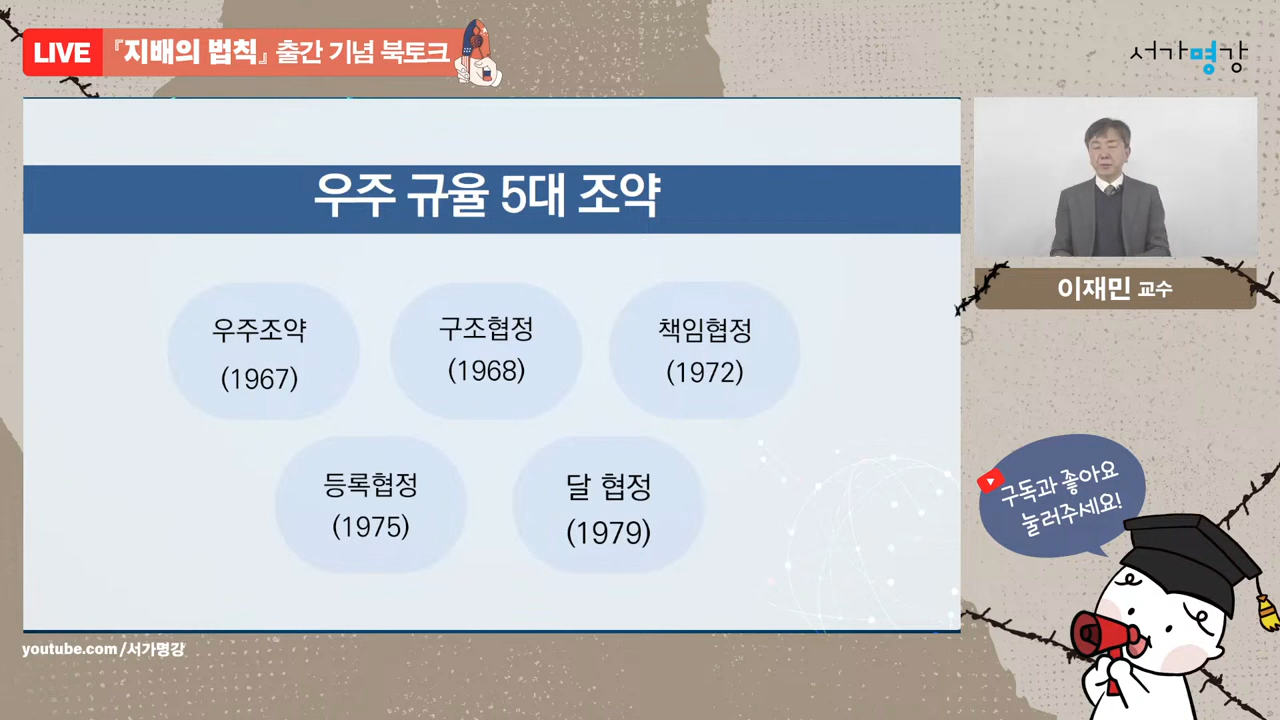 LIVE 『지배의 법칙』 출간 기념 북토크
서가명강
우주 규율 5대 조약
우주조약
(1967)
구조협정
(1968)
책임협정
(1972)
등록협정
(1975)
달 협정
(1979)
이재민 교수
구독과 좋아요
눌러주세요!
youtube.com/서가명강